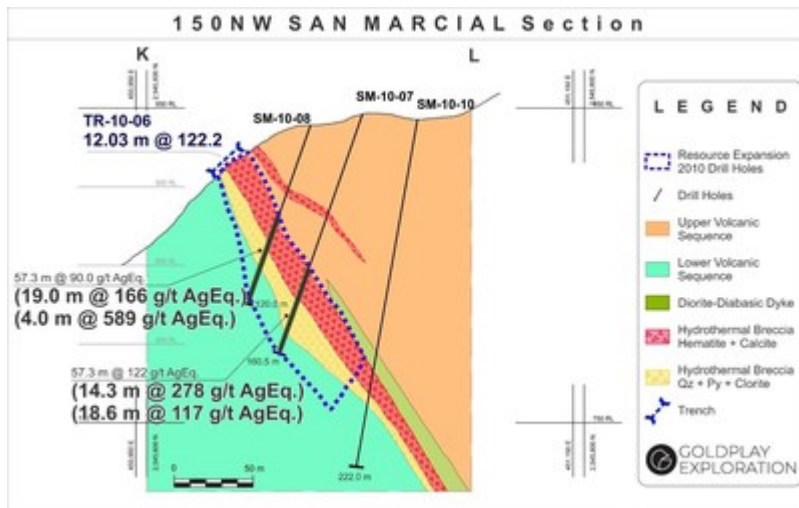 150NW SAN MARCIAL Section
K
L
SM-10-07
SM-10-10
SM-10-08
TR-10-06
12.03 m @ 122.2
57.3 m @ 90.0 g/t AgEq.
(19.0 m @ 166 g/t AgEq.)
(4.0 m @ 589 g/t AgEq.)
120.0 m
160.5 m
57.3 m @ 122 g/t AgEq.
(14.3 m @ 278 g/t AgEq.)
(18.6 m @ 117 g/t AgEq.)
0
50 m
222.0 m
LEGEND
Resource Expansion
2010 Drill Holes
Drill Holes
Upper Volcanic
Sequence
Lower Volcanic
Sequence
Diorite-Diabasic Dyke
Hydrothermal Breccia
Hematite + Calcite
Hydrothermal Breccia
Qz + Py + Clorite
Trench
GOLDPLAY
EXPLORATION